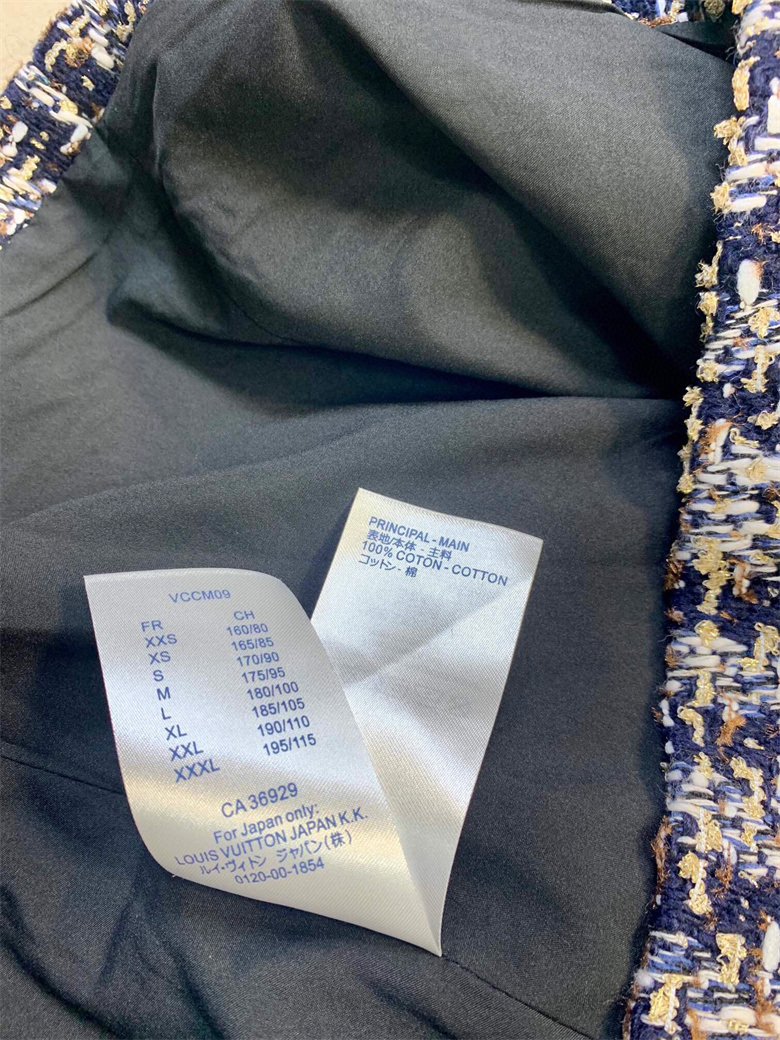 VCCM09
FR CH
XXS 160/80
XS 165/85
S 170/90
M 175/95
L 180/100
XL 185/105
XXL 190/110
XXXL 195/115
CA 36929
For Japan only:
LOUIS VUITTON JAPAN K.K.
ルイ・ヴィトン ジャパン(株)
0120-00-1854
PRINCIPAL - MAIN
表地/本体 - 主料
100% COTON - COTTON
コットン - 棉